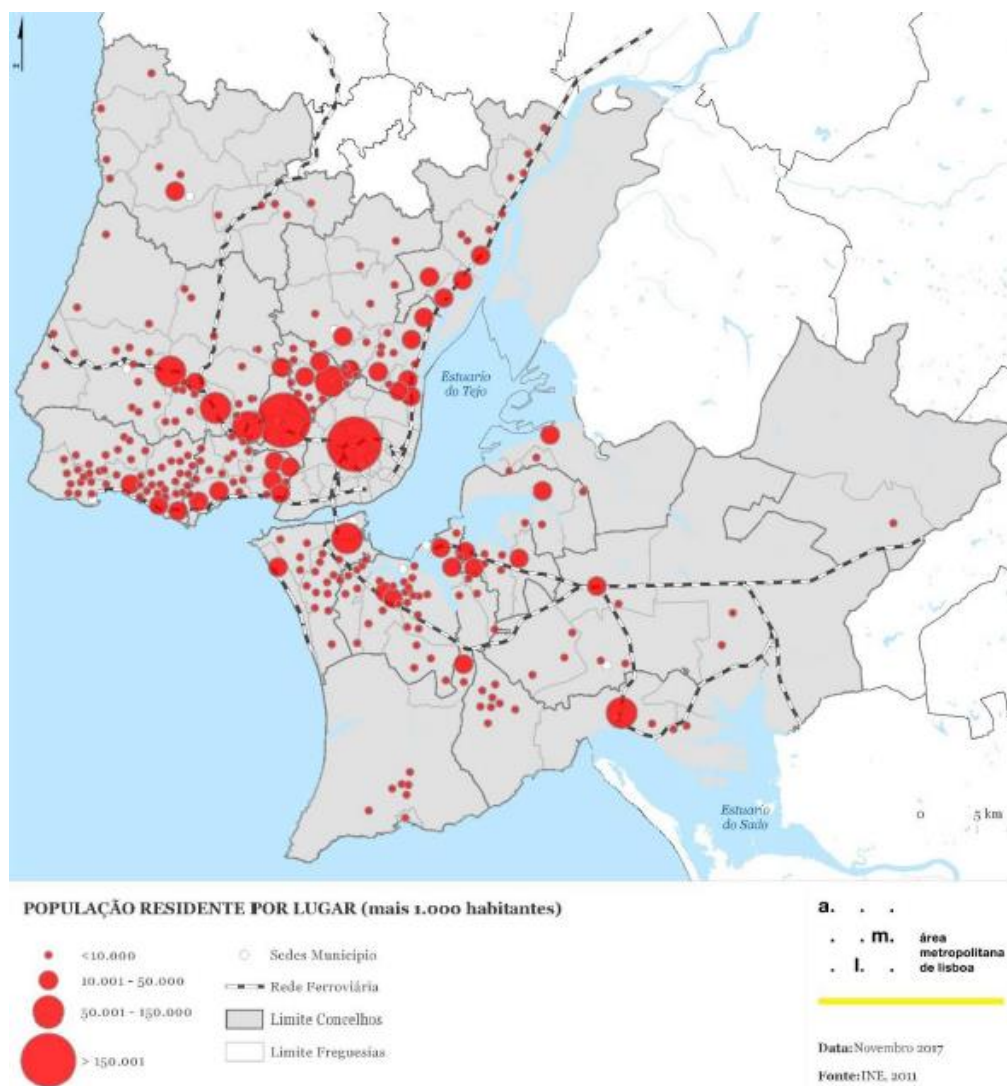 N
Estuario
do Tejo
Estuario
do Sado
0 5 km
POPULAÇÃO RESIDENTE POR LUGAR (mais 1.000 habitantes)
<10.000
10.001 - 50.000
50.001 - 150.000
> 150.001
Sedes Município
Rede Ferroviária
Limite Concelhos
Limite Freguesias
a. . . .
. . m. área
metropolitana
. l. . de lisboa
Data:Novembro 2017
Fonte:INE, 2011